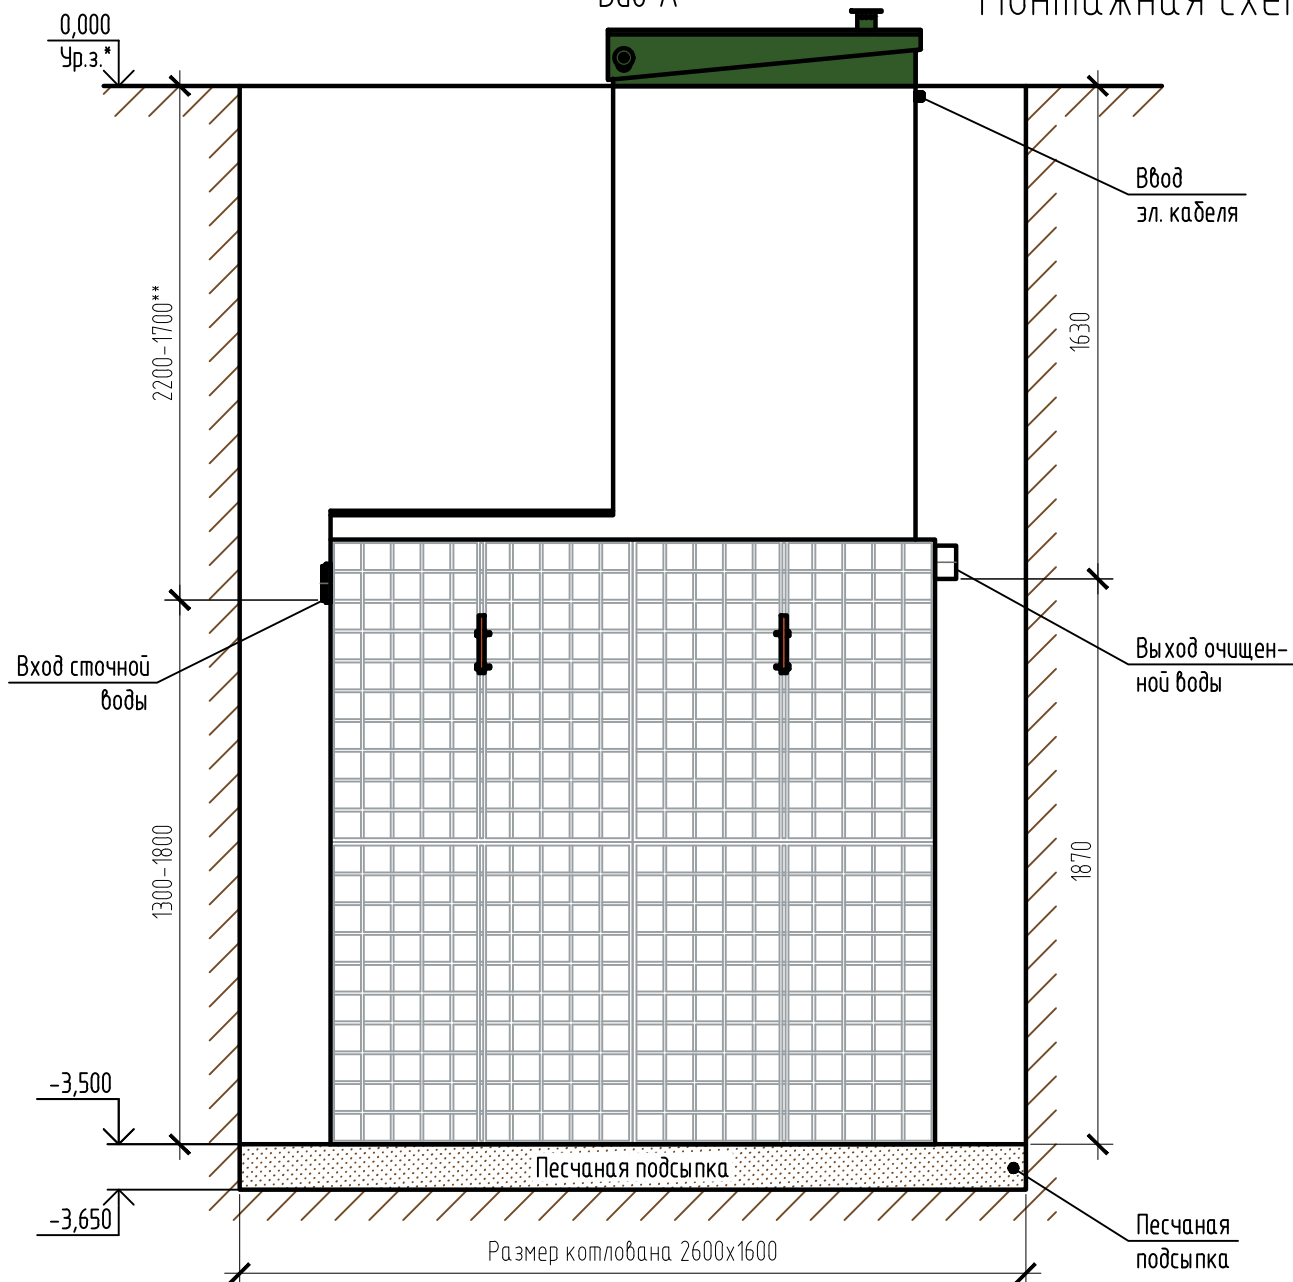 0,000
Ур.з.*
Ввод
эл. кабеля
2200-1700**
1630
Вход сточной
воды
Выход очищен-
ной воды
1300-1800
1870
-3,500
Песчаная подсыпка
-3,650
Песчаная
подсыпка
Размер котлована 2600х1600